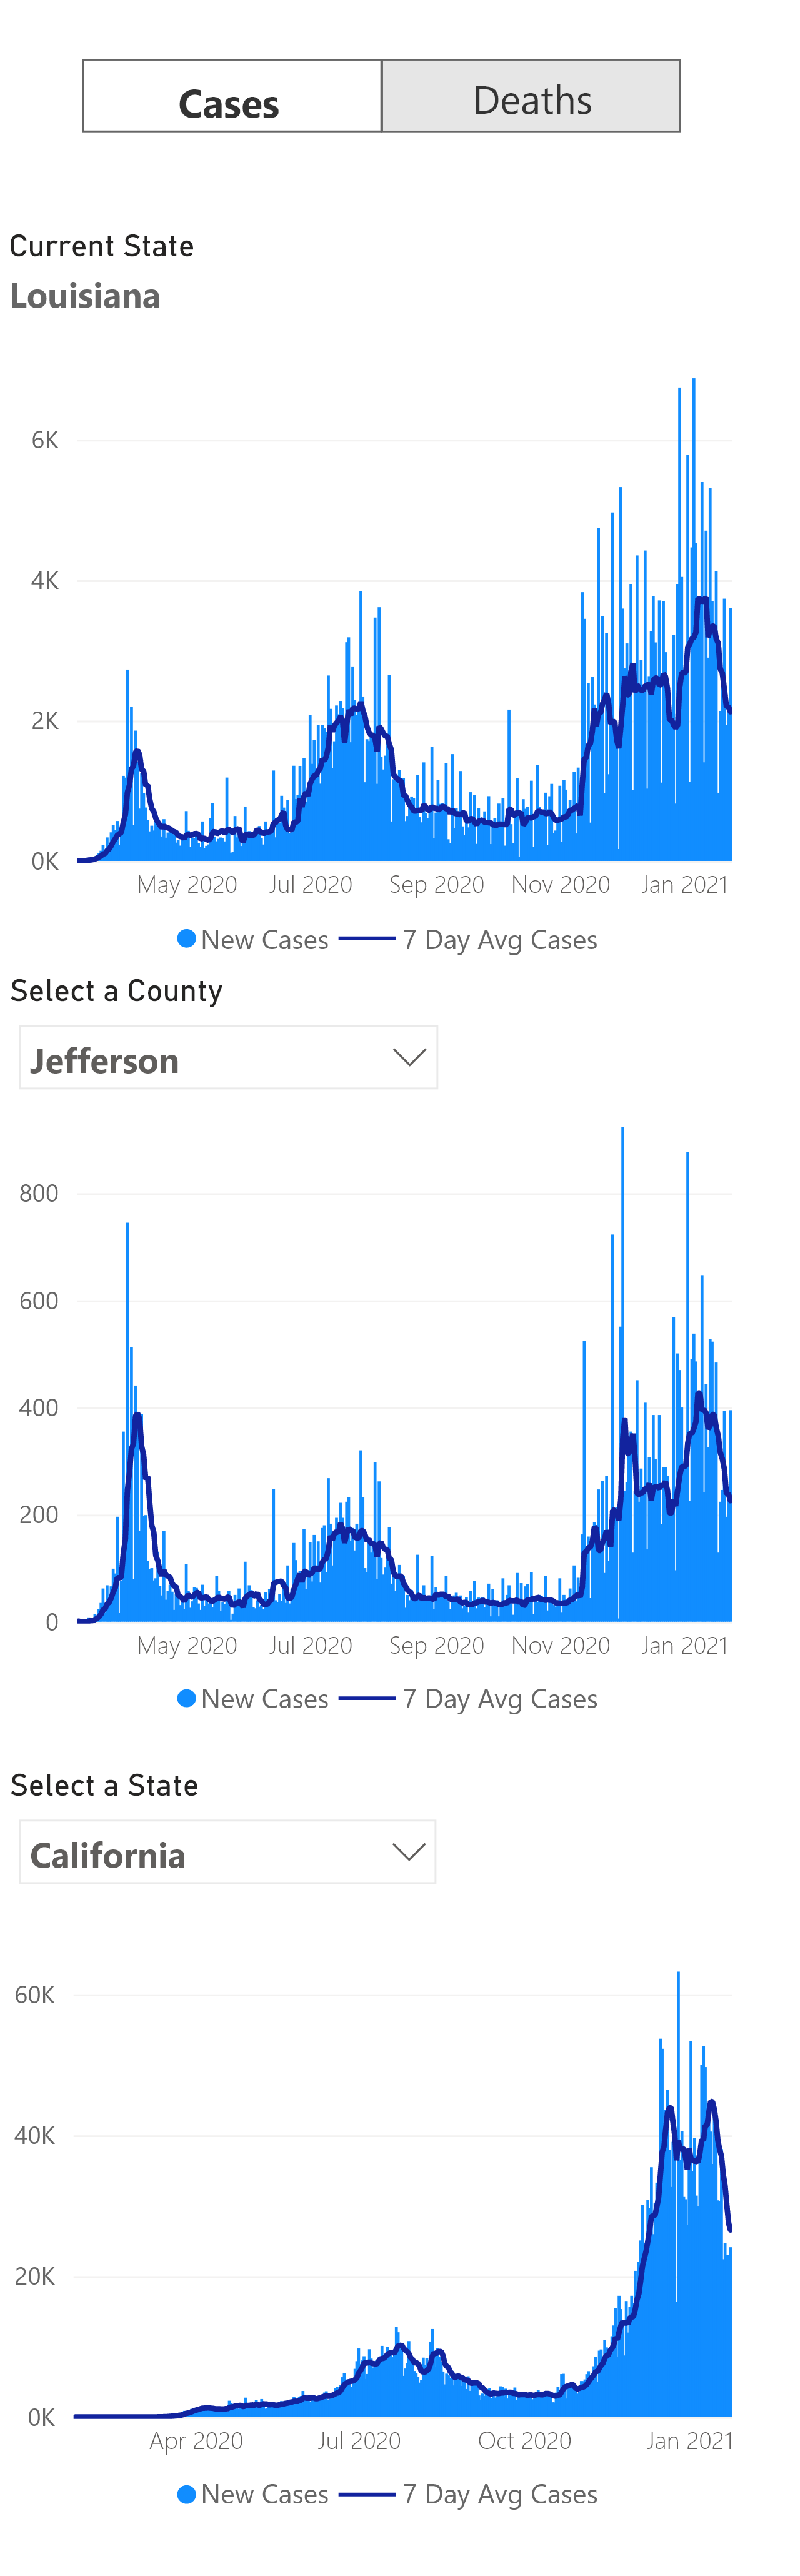 Cases Deaths
Current State
Louisiana
6K
4K
2K
0K
May 2020 Jul 2020 Sep 2020 Nov 2020 Jan 2021
New Cases 7 Day Avg Cases
Select a County
Jefferson
800
600
400
200
0
May 2020 Jul 2020 Sep 2020 Nov 2020 Jan 2021
New Cases 7 Day Avg Cases
Select a State
California
60K
40K
20K
0K
Apr 2020 Jul 2020 Oct 2020 Jan 2021
New Cases 7 Day Avg Cases